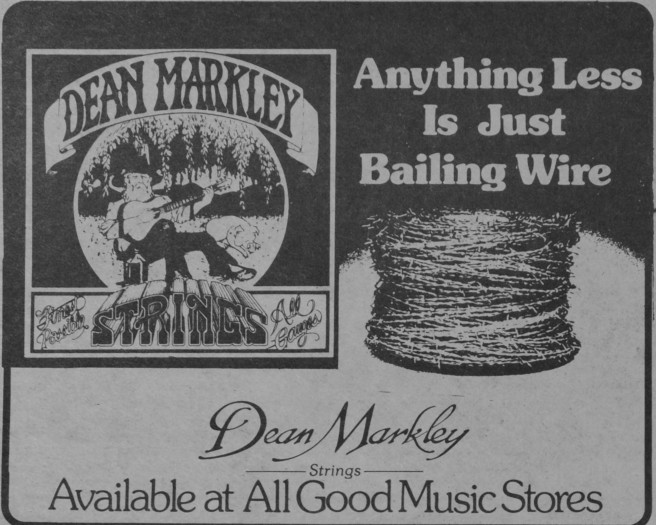 DEAN MARKLEY
STRINGS
All
Gauges
Anything Less
Is Just
Bailing Wire
Dean Markley
Strings
Available at All Good Music Stores